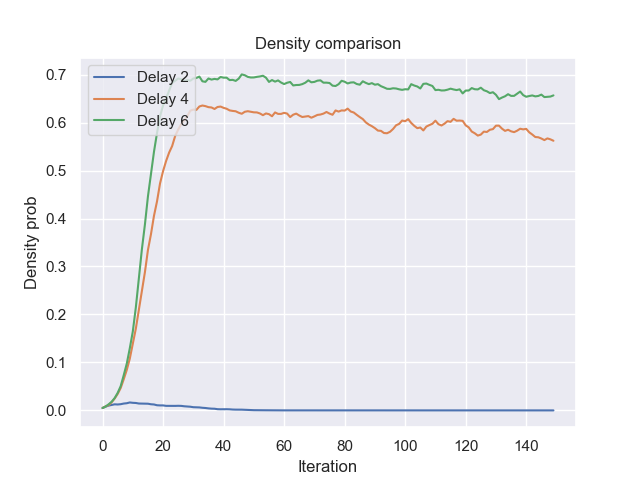 Density comparison
Delay 2
Delay 4
Delay 6
Density prob
0.7
0.6
0.5
0.4
0.3
0.2
0.1
0.0
0 20 40 60 80 100 120 140
Iteration